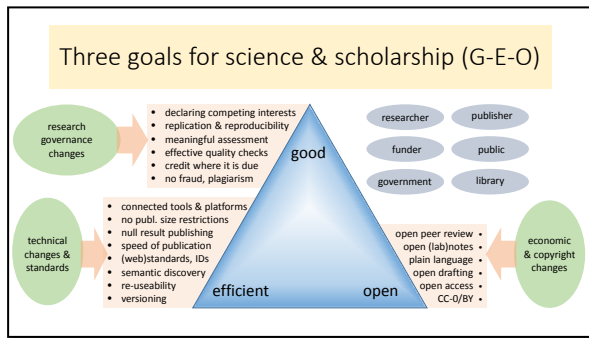 Three goals for science & scholarship (G-E-O)
research
governance
changes
• declaring competing interests
• replication & reproducibility
• meaningful assessment
• effective quality checks
• credit where it is due
• no fraud, plagiarism
good
researcher
publisher
funder
public
government
library
technical
changes &
standards
• connected tools & platforms
• no publ. size restrictions
• null result publishing
• speed of publication
• (web)standards, IDs
• semantic discovery
• re-useability
• versioning
efficient
open
open peer review •
open (lab)notes •
plain language •
open drafting •
open access •
CC-0/BY •
economic
& copyright
changes